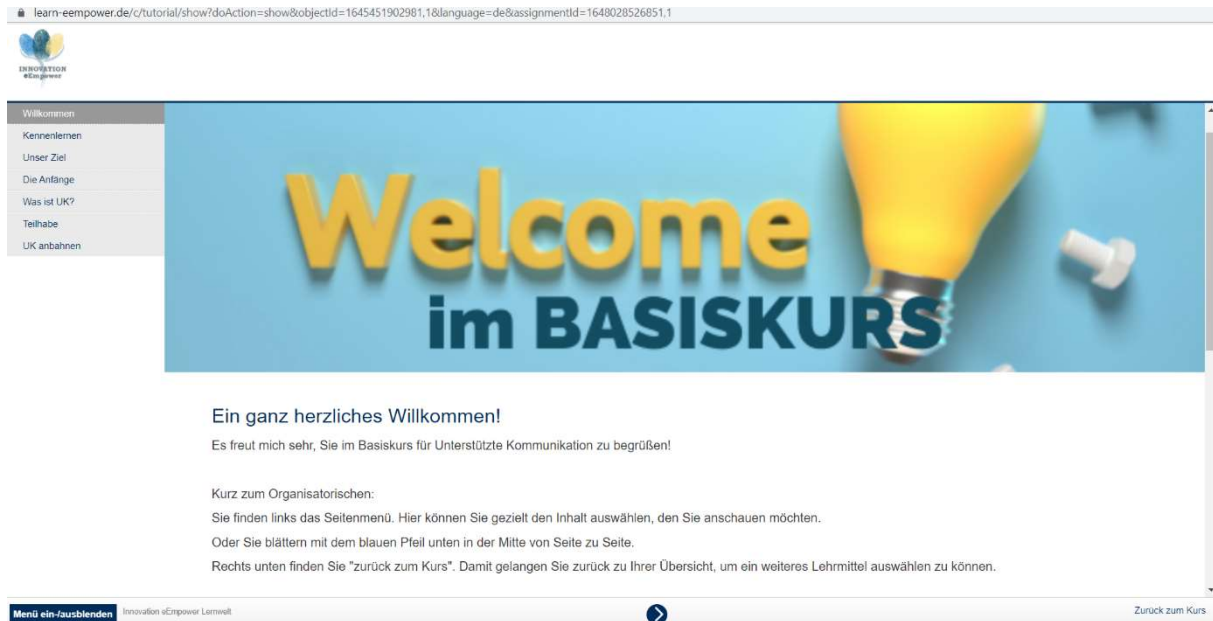 learn-eempower.de/c/tutorial/show?doAction=show&objectId=1645451902981,1&language=de&assignmentId=1648028526851,1
INNOVATION
eEmpower
Willkommen
Kennenlernen
Unser Ziel
Die Anfänge
Was ist UK?
Teilhabe
UK anbahnen
Welcome
im BASISKURS
Ein ganz herzliches Willkommen!
Es freut mich sehr, Sie im Basiskurs für Unterstützte Kommunikation zu begrüßen!
Kurz zum Organisatorischen:
Sie finden links das Seitenmenü. Hier können Sie gezielt den Inhalt auswählen, den Sie anschauen möchten.
Oder Sie blättern mit dem blauen Pfeil unten in der Mitte von Seite zu Seite.
Rechts unten finden Sie "zurück zum Kurs". Damit gelangen Sie zurück zu Ihrer Übersicht, um ein weiteres Lehrmittel auswählen zu können.
Menü ein-/ausblenden Innovation eEmpower Lernwelt
Zurück zum Kurs